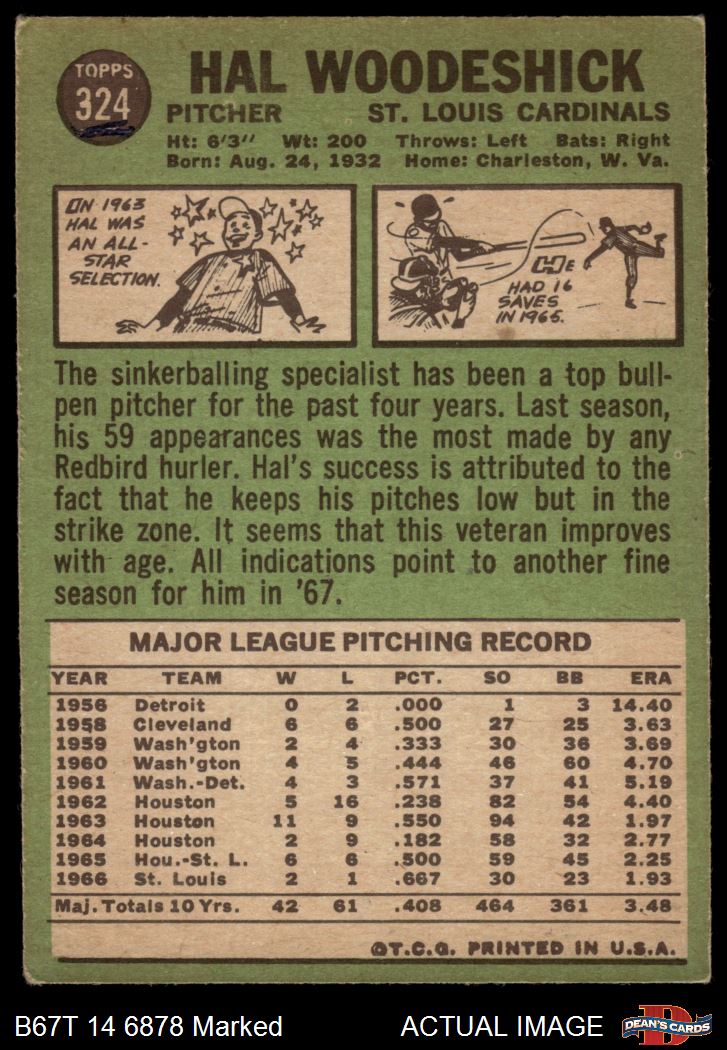 TOPPS
324
HAL WOODESHICK
PITCHER ST. LOUIS CARDINALS
Ht: 6'3" Wt: 200 Throws: Left Bats: Right
Born: Aug. 24, 1932 Home: Charleston, W. Va.
IN 1963
HAL WAS
AN ALL-
STAR
SELECTION.
HE
HAD 16
SAVES
IN 1965.
The sinkerballing specialist has been a top bull-
pen pitcher for the past four years. Last season,
his 59 appearances was the most made by any
Redbird hurler. Hal's success is attributed to the
fact that he keeps his pitches low but in the
strike zone. It seems that this veteran improves
with age. All indications point to another fine
season for him in '67.
MAJOR LEAGUE PITCHING RECORD
YEAR TEAM W L PCT. SO BB ERA
1956 Detroit 0 2 .000 1 3 14.40
1958 Cleveland 6 6 .500 27 25 3.63
1959 Wash'gton 2 4 .333 30 36 3.69
1960 Wash'gton 4 5 .444 46 60 4.70
1961 Wash.-Det. 4 3 .571 37 41 5.19
1962 Houston 5 16 .238 82 54 4.40
1963 Houston 11 9 .550 94 42 1.97
1964 Houston 2 9 .182 58 32 2.77
1965 Hou.-St. L. 6 6 .500 59 45 2.25
1966 St. Louis 2 1 .667 30 23 1.93
Maj. Totals 10 Yrs. 42 61 .408 464 361 3.48
©T.C.G. PRINTED IN U.S.A.
B67T 14 6878 Marked ACTUAL IMAGE
D
DEAN'S CARDS